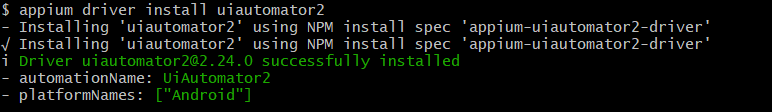 $ appium driver install uiautomator2
- Installing 'uiautomator2' using NPM install spec 'appium-uiautomator2-driver'
√ Installing 'uiautomator2' using NPM install spec 'appium-uiautomator2-driver'
i Driver uiautomator2@2.24.0 successfully installed
- automationName: UiAutomator2
- platformNames: ["Android"]